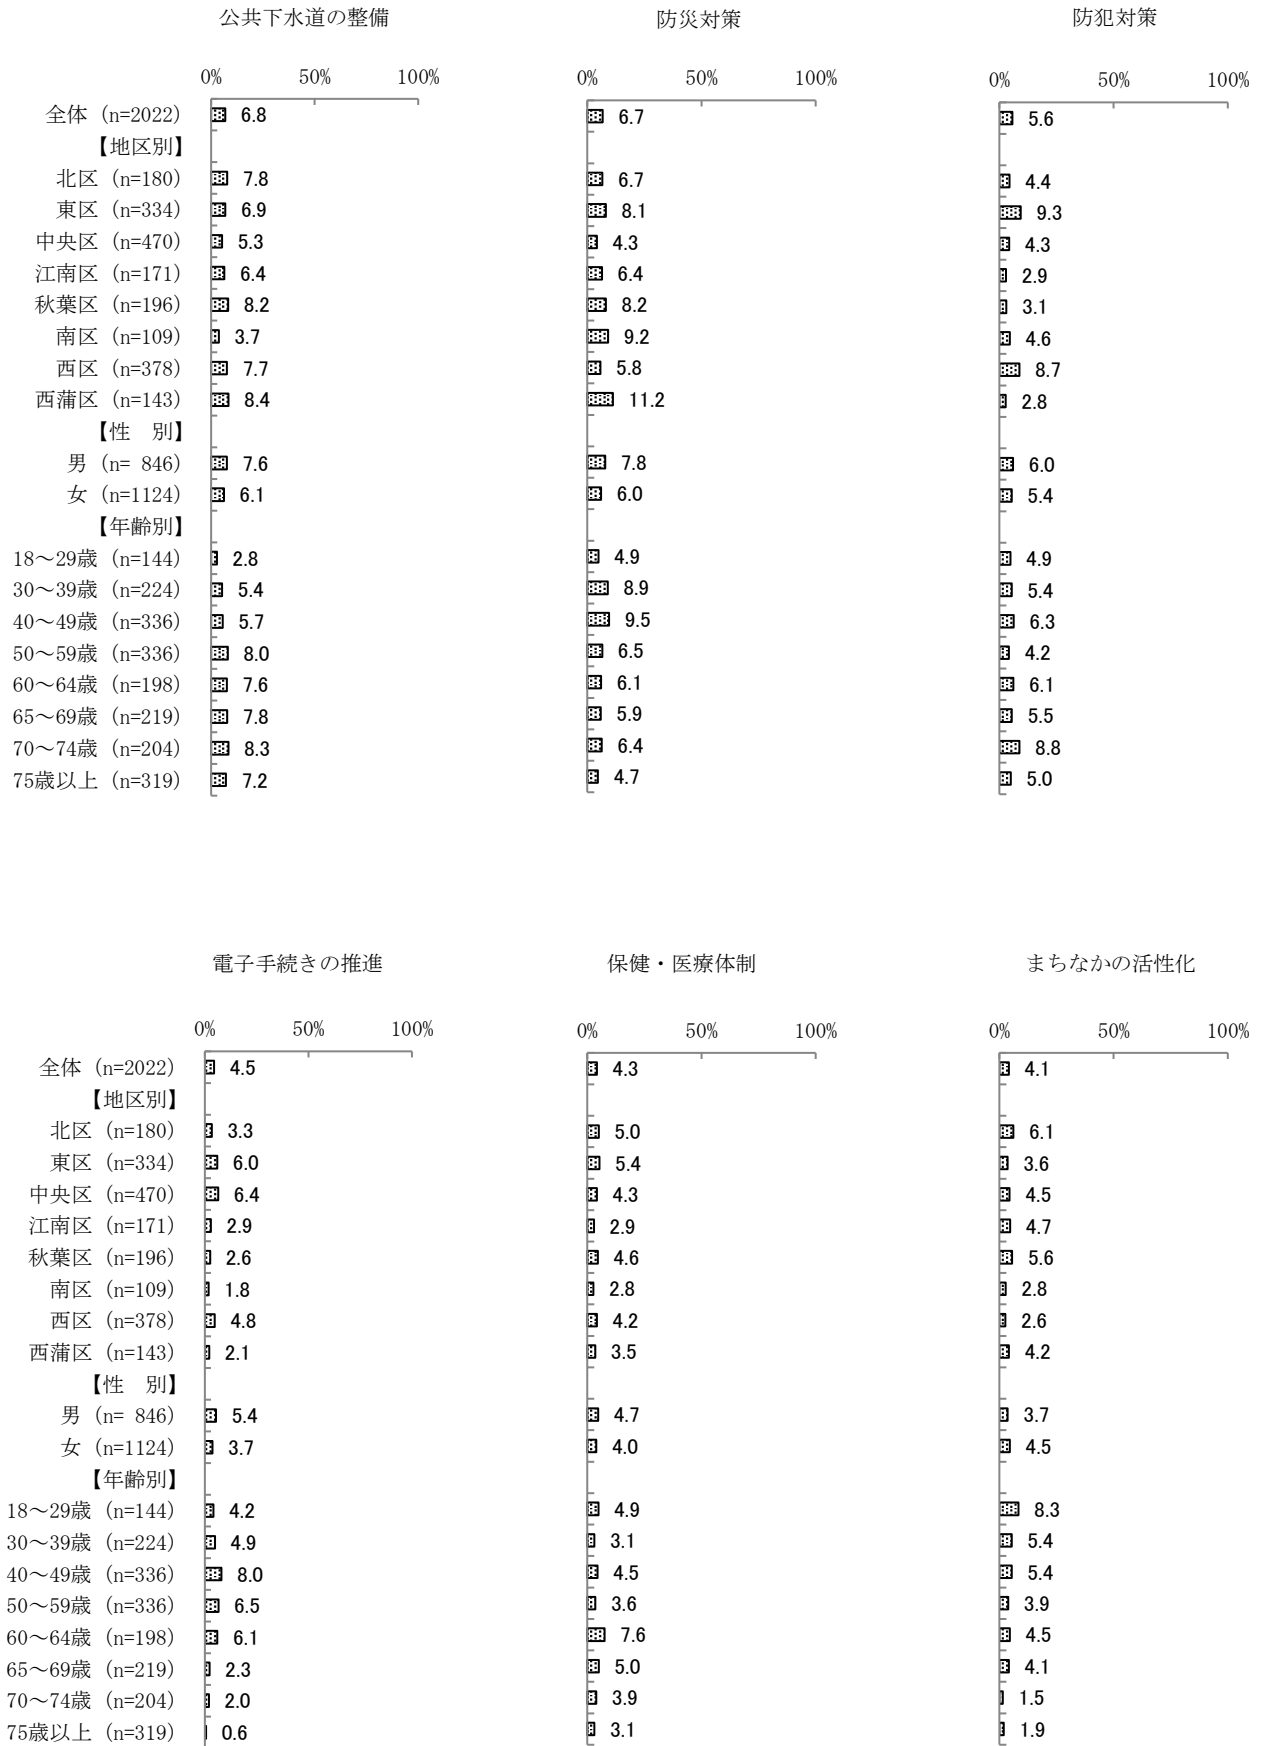 公共下水道の整備 防災対策 防犯対策
0% 50% 100% 0% 50% 100% 0% 50% 100%
全体 (n=2022) 6.8 6.7 5.6
【地区別】
北区 (n=180) 7.8 6.7 4.4
東区 (n=334) 6.9 8.1 9.3
中央区 (n=470) 5.3 4.3 4.3
江南区 (n=171) 6.4 6.4 2.9
秋葉区 (n=196) 8.2 8.2 3.1
南区 (n=109) 3.7 9.2 4.6
西区 (n=378) 7.7 5.8 8.7
西蒲区 (n=143) 8.4 11.2 2.8
【性　別】
男 (n= 846) 7.6 7.8 6.0
女 (n=1124) 6.1 6.0 5.4
【年齢別】
18～29歳 (n=144) 2.8 4.9 4.9
30～39歳 (n=224) 5.4 8.9 5.4
40～49歳 (n=336) 5.7 9.5 6.3
50～59歳 (n=336) 8.0 6.5 4.2
60～64歳 (n=198) 7.6 6.1 6.1
65～69歳 (n=219) 7.8 5.9 5.5
70～74歳 (n=204) 8.3 6.4 8.8
75歳以上 (n=319) 7.2 4.7 5.0
電子手続きの推進 保健・医療体制 まちなかの活性化
0% 50% 100% 0% 50% 100% 0% 50% 100%
全体 (n=2022) 4.5 4.3 4.1
【地区別】
北区 (n=180) 3.3 5.0 6.1
東区 (n=334) 6.0 5.4 3.6
中央区 (n=470) 6.4 4.3 4.5
江南区 (n=171) 2.9 2.9 4.7
秋葉区 (n=196) 2.6 4.6 5.6
南区 (n=109) 1.8 2.8 2.8
西区 (n=378) 4.8 4.2 2.6
西蒲区 (n=143) 2.1 3.5 4.2
【性　別】
男 (n= 846) 5.4 4.7 3.7
女 (n=1124) 3.7 4.0 4.5
【年齢別】
18～29歳 (n=144) 4.2 4.9 8.3
30～39歳 (n=224) 4.9 3.1 5.4
40～49歳 (n=336) 8.0 4.5 5.4
50～59歳 (n=336) 6.5 3.6 3.9
60～64歳 (n=198) 6.1 7.6 4.5
65～69歳 (n=219) 2.3 5.0 4.1
70～74歳 (n=204) 2.0 3.9 1.5
75歳以上 (n=319) 0.6 3.1 1.9